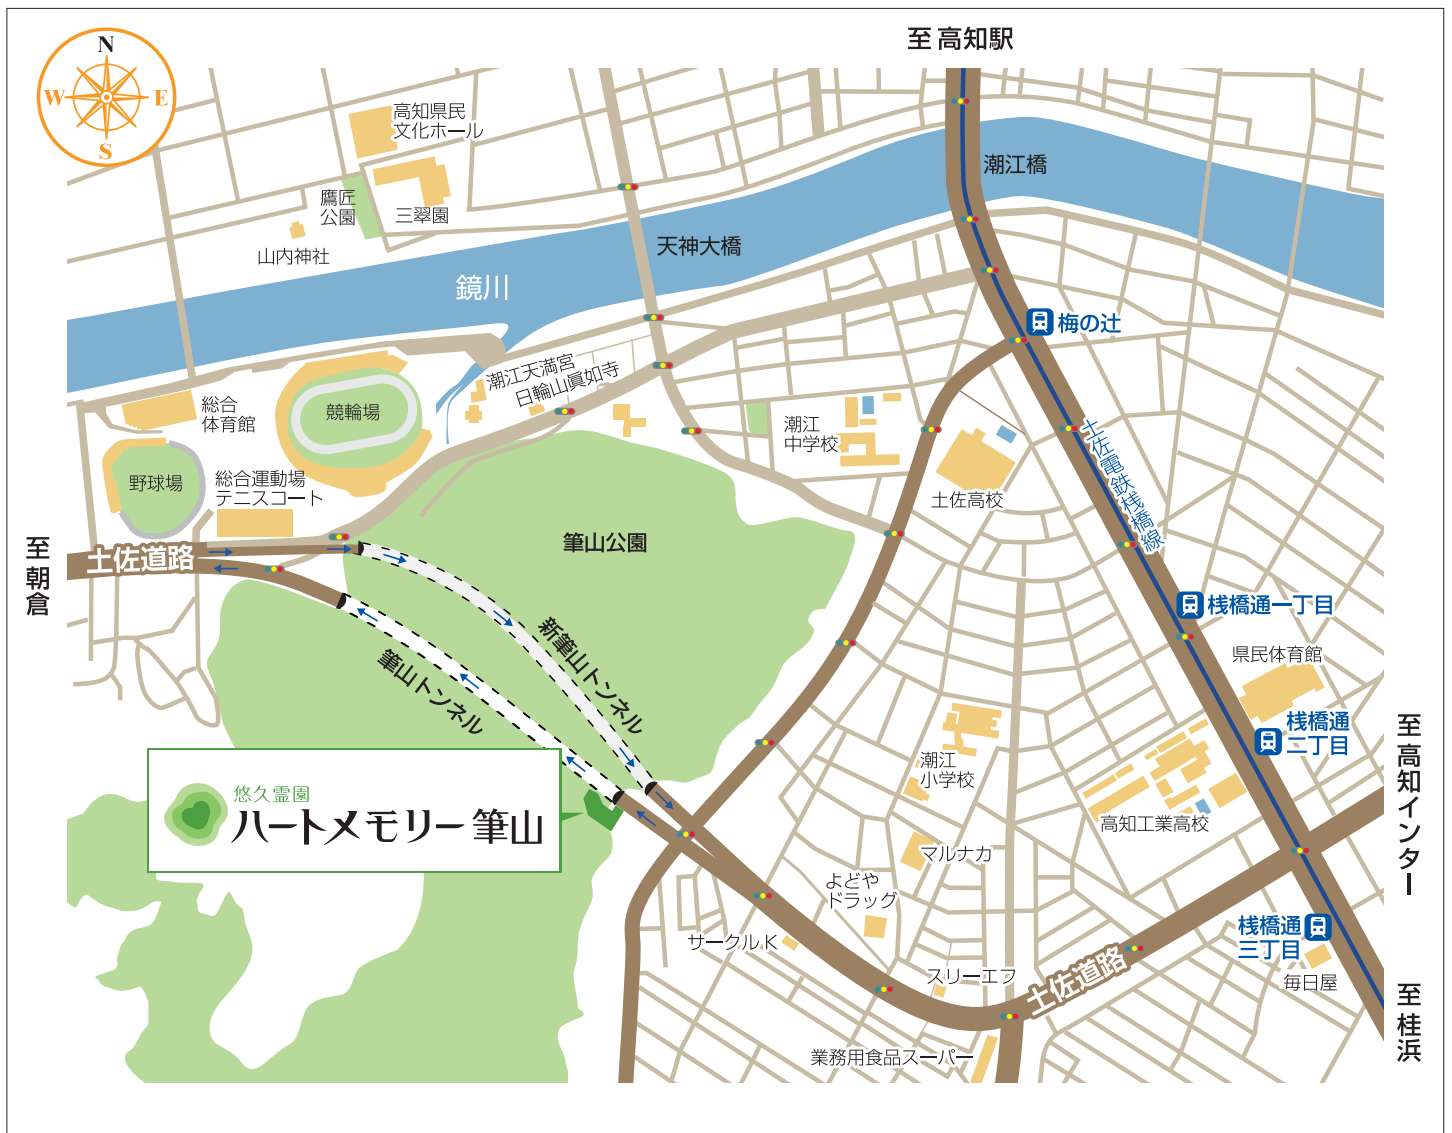 至 高知駅
N
W
E
S
高知県民
文化ホール
潮江橋
鷹匠
公園
三翠園
山内神社
天神大橋
鏡川
梅の辻
潮江天満宮
日輪山眞如寺
総合
体育館
競輪場
潮江
中学校
土佐電鉄桟橋線
野球場
総合運動場
テニスコート
土佐高校
筆山公園
至朝倉
土佐道路
桟橋通一丁目
新筆山トンネル
筆山トンネル
県民体育館
桟橋通
二丁目
至高知インター
潮江
小学校
悠久霊園
ハートメモリー筆山
高知工業高校
マルナカ
よどや
ドラッグ
サークルK
桟橋通
三丁目
スリーエフ
土佐道路
毎日屋
至桂浜
業務用食品スーパー